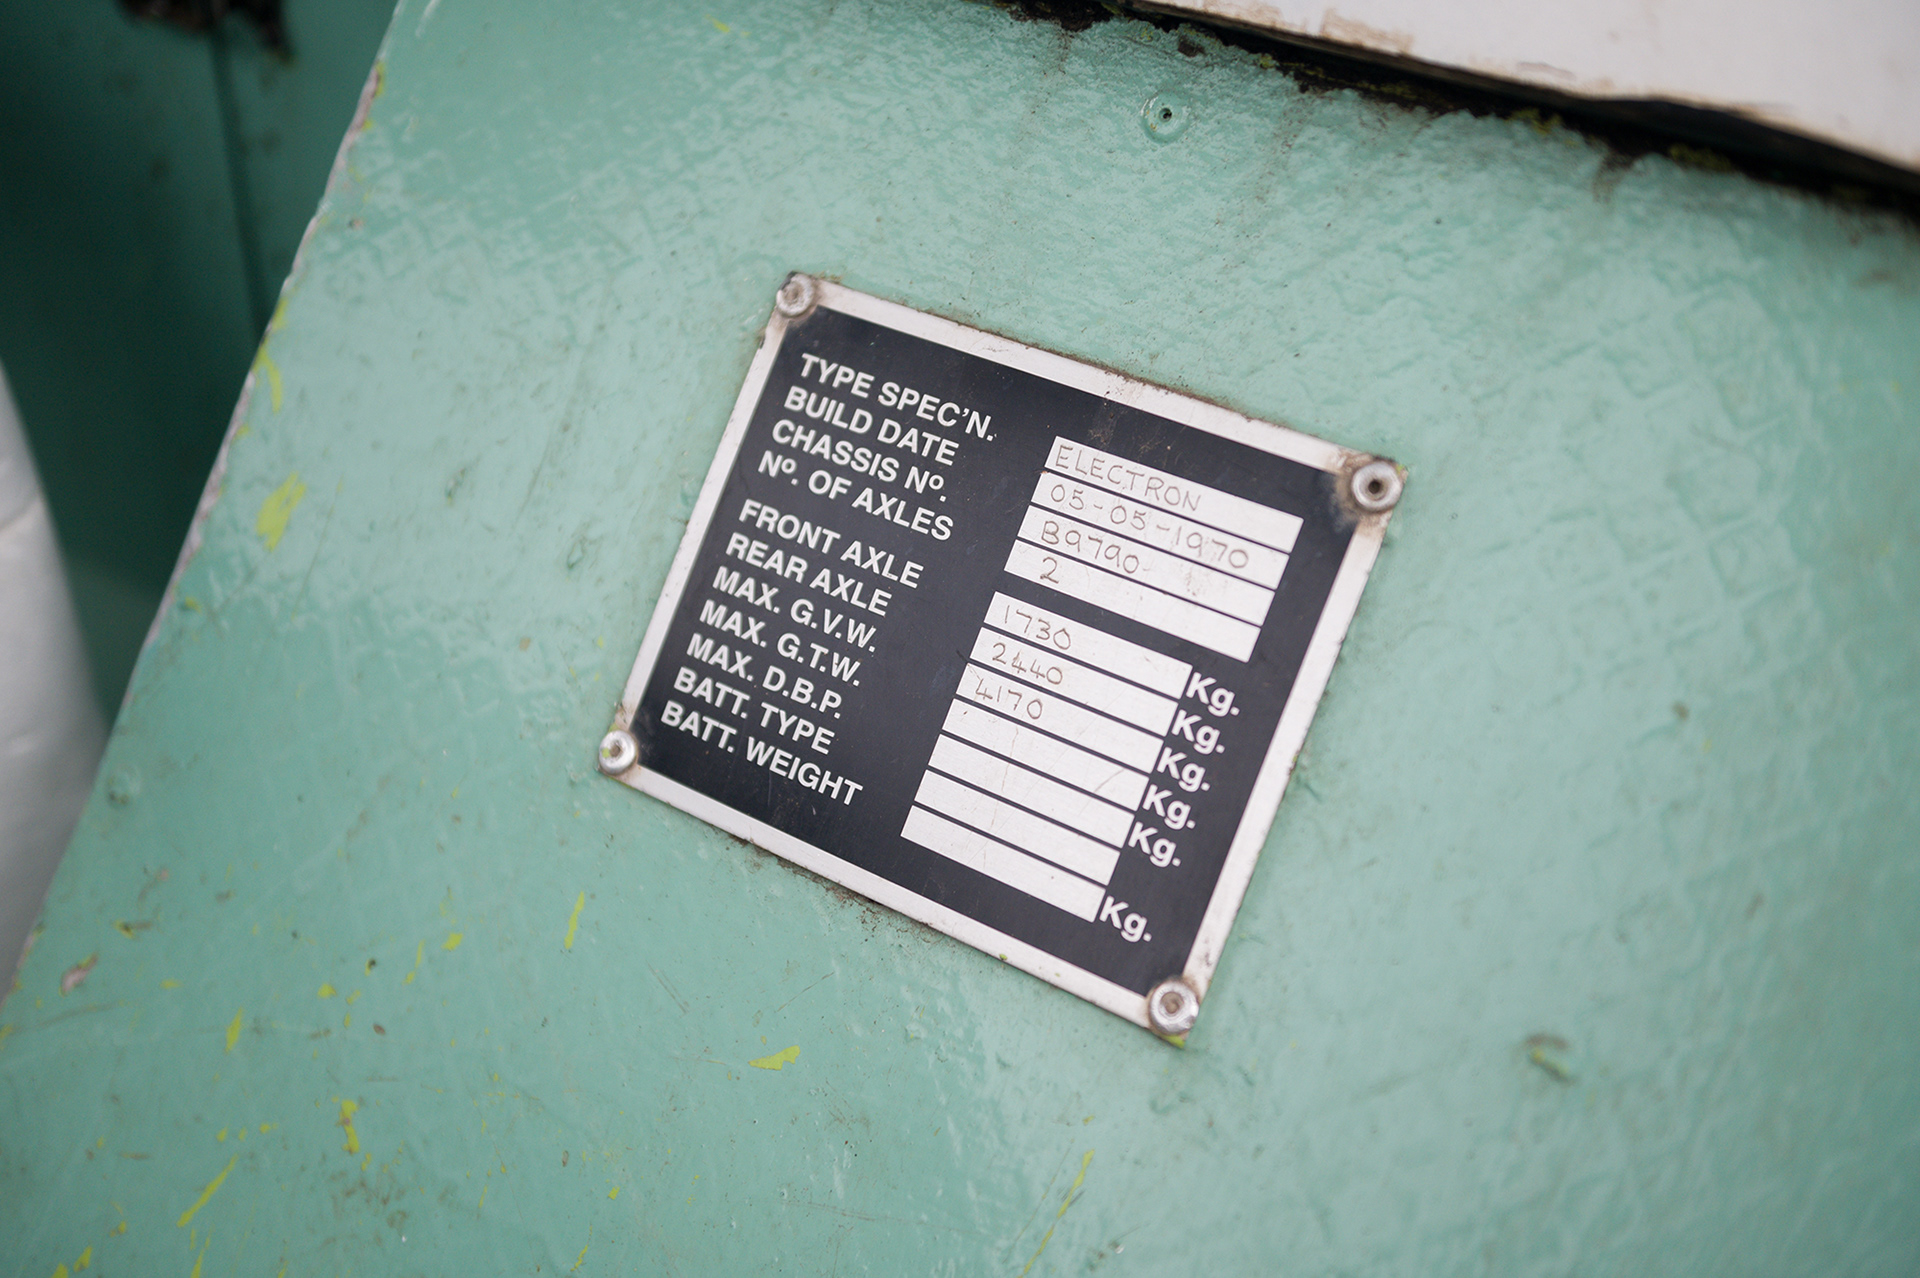 TYPE SPEC'N. ELECTRON
BUILD DATE 05-05-1970
CHASSIS Nº. B9790
Nº. OF AXLES 2
FRONT AXLE 1730 Kg.
REAR AXLE 2440 Kg.
MAX. G.V.W. 4170 Kg.
MAX. G.T.W. Kg.
MAX. D.B.P. Kg.
BATT. TYPE
BATT. WEIGHT Kg.